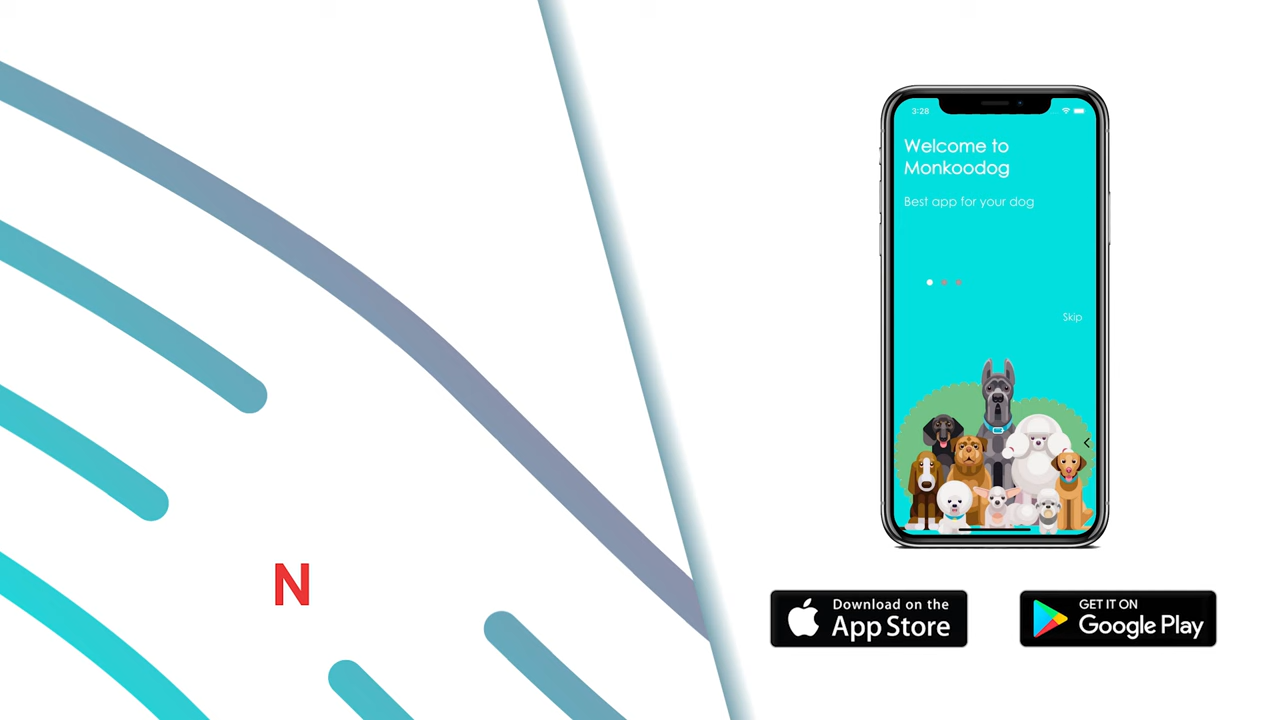 N
3:28
Welcome to
Monkoodog
Best app for your dog
Skip
Download on the
App Store
GET IT ON
Google Play